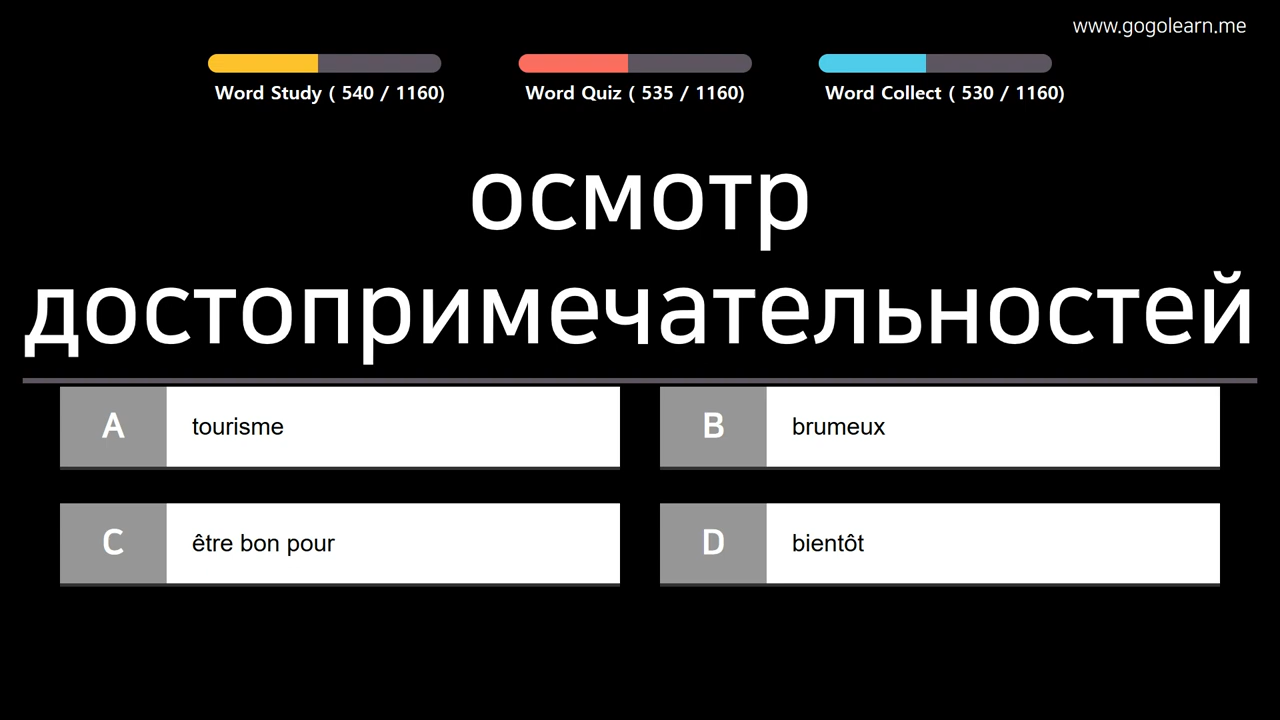 www.gogolearn.me
Word Study ( 540 / 1160)
Word Quiz ( 535 / 1160)
Word Collect ( 530 / 1160)
осмотр
достопримечательностей
A tourisme
B brumeux
C être bon pour
D bientôt